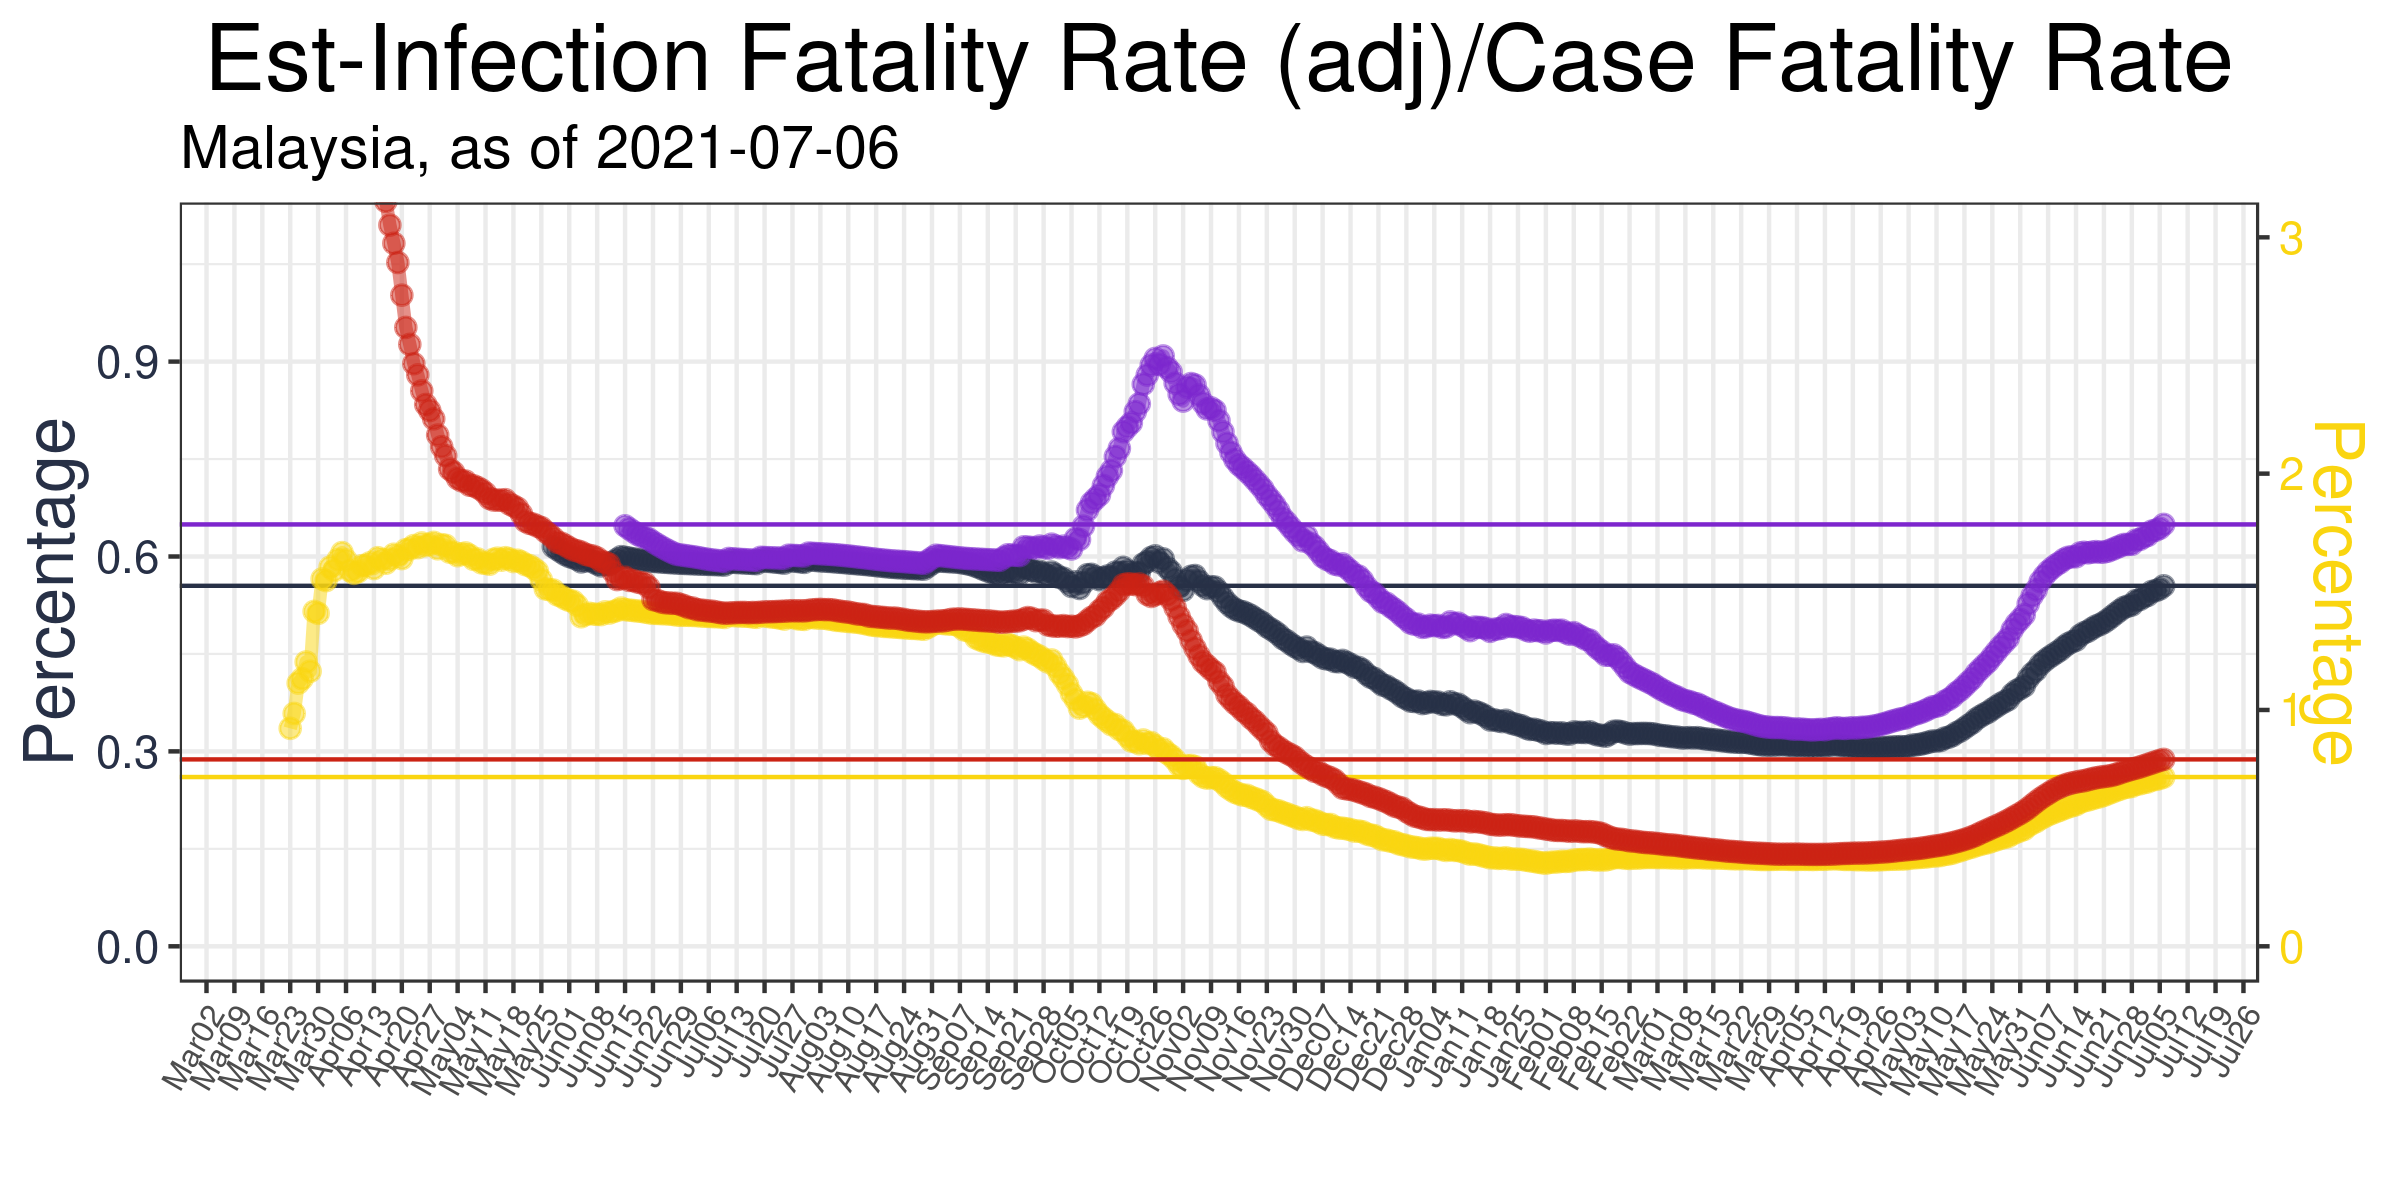 Est-Infection Fatality Rate (adj)/Case Fatality Rate
Malaysia, as of 2021-07-06
Percentage
0.9
0.6
0.3
0.0
3
2
1
0
Percentage
Mar02
Mar09
Mar16
Mar23
Mar30
Apr06
Apr13
Apr20
Apr27
May04
May11
May18
May25
Jun01
Jun08
Jun15
Jun22
Jun29
Jul06
Jul13
Jul20
Jul27
Aug03
Aug10
Aug17
Aug24
Aug31
Sep07
Sep14
Sep21
Sep28
Oct05
Oct12
Oct19
Oct26
Nov02
Nov09
Nov16
Nov23
Nov30
Dec07
Dec14
Dec21
Dec28
Jan04
Jan11
Jan18
Jan25
Feb01
Feb08
Feb15
Feb22
Mar01
Mar08
Mar15
Mar22
Mar29
Apr05
Apr12
Apr19
Apr26
May03
May10
May17
May24
May31
Jun07
Jun14
Jun21
Jun28
Jul05
Jul12
Jul19
Jul26